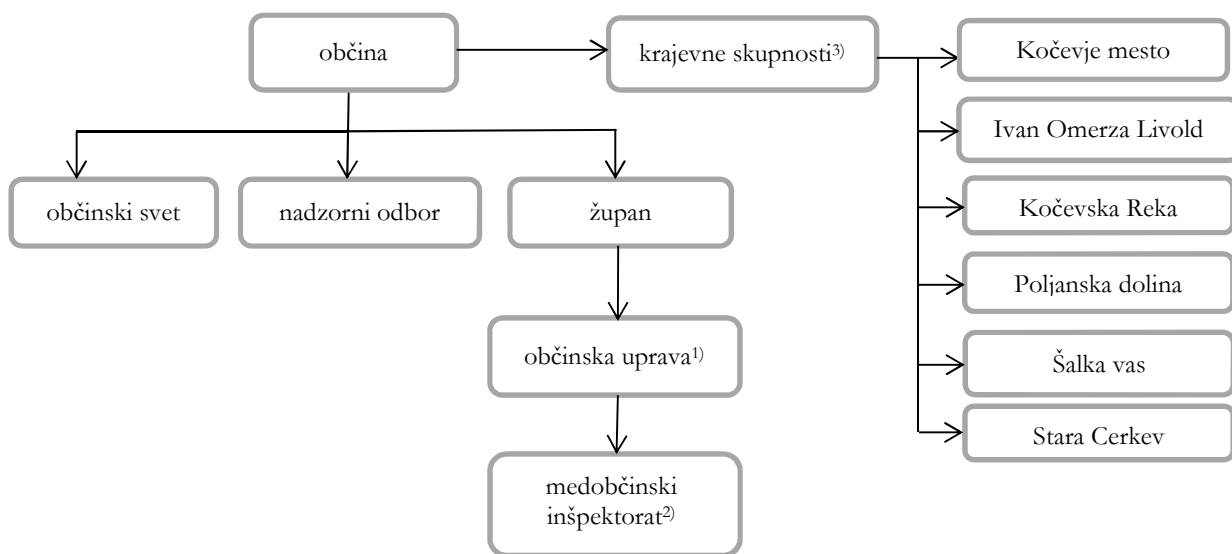 občina
krajevne skupnosti3)
Kočevje mesto
Ivan Omerza Livold
občinski svet
nadzorni odbor
župan
Kočevska Reka
Poljanska dolina
občinska uprava1)
Šalka vas
Stara Cerkev
medobčinski
inšpektorat2)